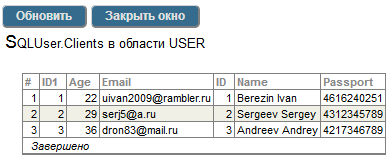 Обновить Закрыть окно
SQLUser.Clients в области USER
# ID1 Age Email ID Name Passport
1 1 22 uivan2009@rambler.ru 1 Berezin Ivan 4616240251
2 2 29 serj5@a.ru 2 Sergeev Sergey 4312345789
3 3 36 dron83@mail.ru 3 Andreev Andrey 4217346789
Завершено